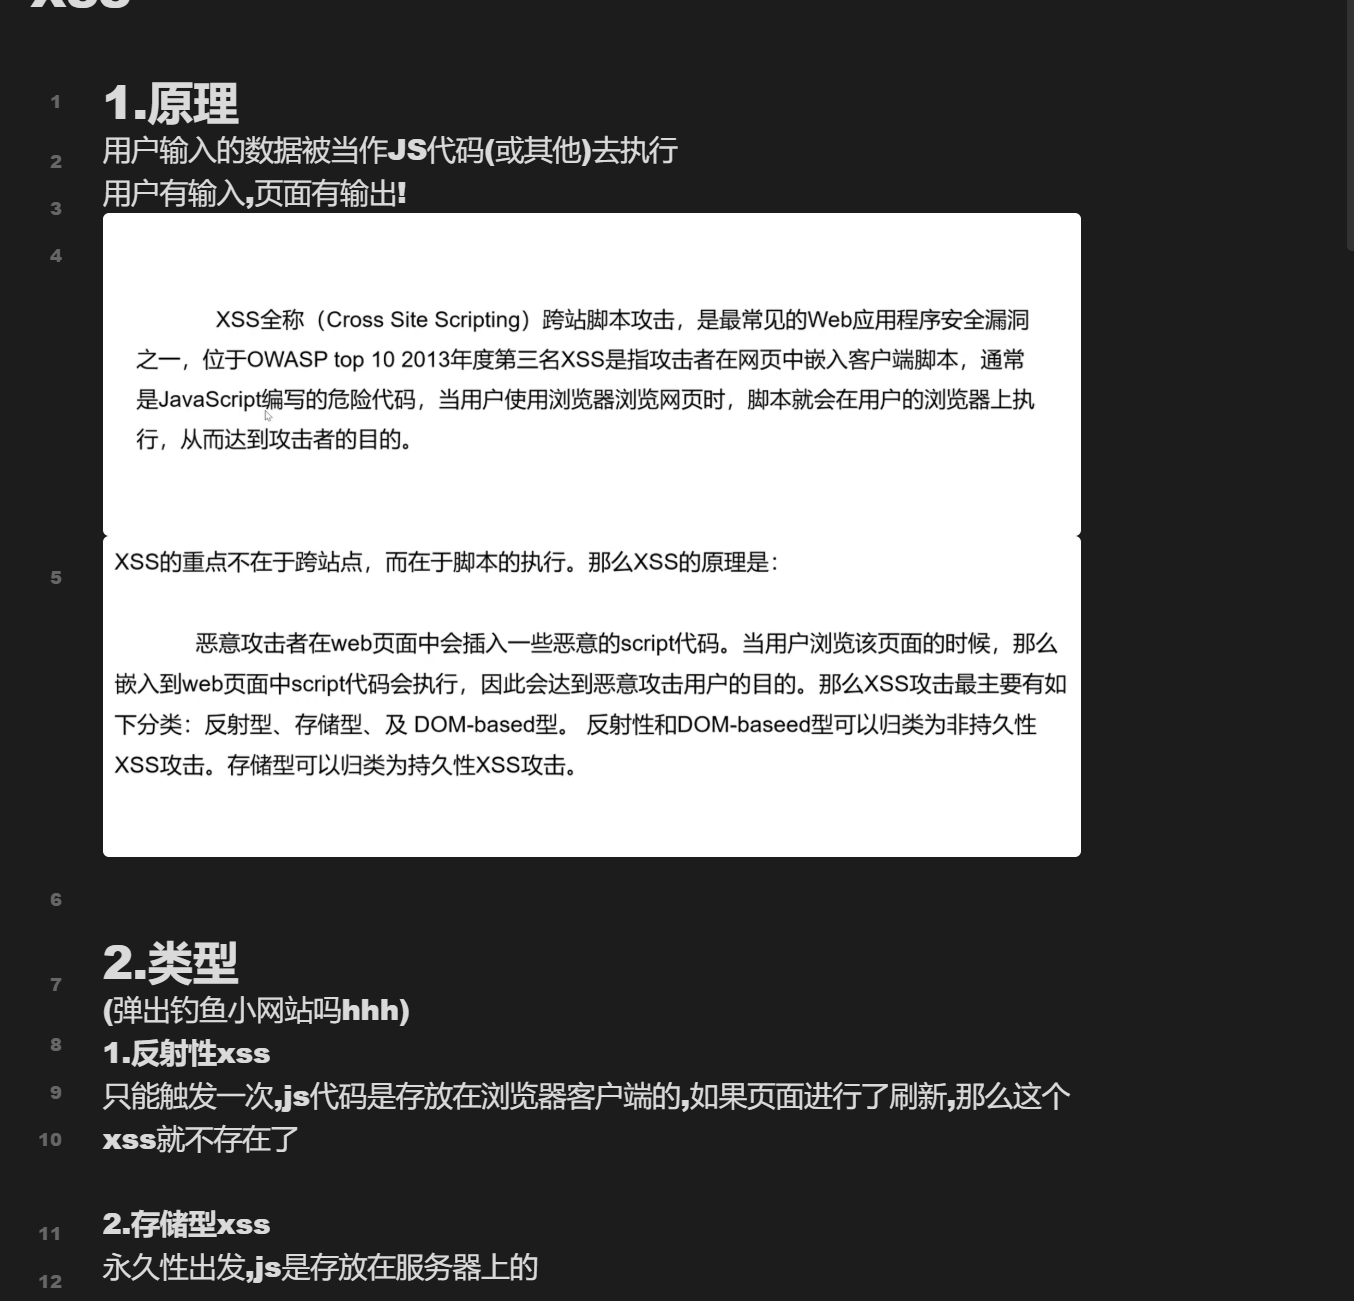 XSS
1.原理
用户输入的数据被当作JS代码(或其他)去执行
用户有输入,页面有输出!
XSS全称（Cross Site Scripting）跨站脚本攻击，是最常见的Web应用程序安全漏洞
之一，位于OWASP top 10 2013年度第三名XSS是指攻击者在网页中嵌入客户端脚本，通常
是JavaScript编写的危险代码，当用户使用浏览器浏览网页时，脚本就会在用户的浏览器上执
行，从而达到攻击者的目的。
XSS的重点不在于跨站点，而在于脚本的执行。那么XSS的原理是：
恶意攻击者在web页面中会插入一些恶意的script代码。当用户浏览该页面的时候，那么
嵌入到web页面中script代码会执行，因此会达到恶意攻击用户的目的。那么XSS攻击最主要有如
下分类：反射型、存储型、及 DOM-based型。 反射性和DOM-baseed型可以归类为非持久性
XSS攻击。存储型可以归类为持久性XSS攻击。
2.类型
(弹出钓鱼小网站吗hhh)
1.反射性xss
只能触发一次,js代码是存放在浏览器客户端的,如果页面进行了刷新,那么这个
xss就不存在了
2.存储型xss
永久性出发,js是存放在服务器上的
1
2
3
4
5
6
7
8
9
10
11
12